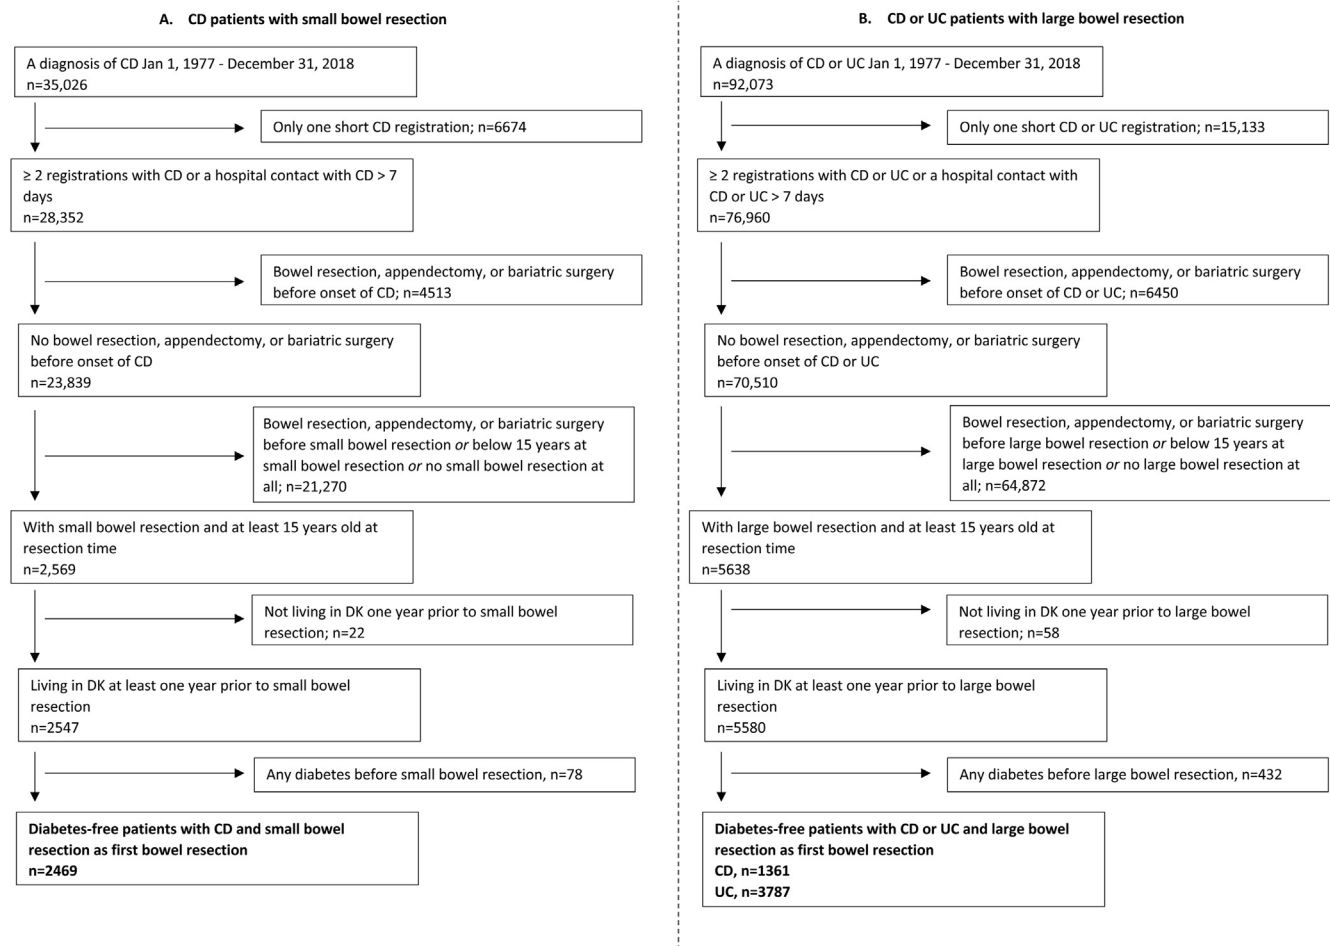 A. CD patients with small bowel resection
A diagnosis of CD Jan 1, 1977 - December 31, 2018
n=35,026
Only one short CD registration; n=6674
≥ 2 registrations with CD or a hospital contact with CD > 7
days
n=28,352
Bowel resection, appendectomy, or bariatric surgery
before onset of CD; n=4513
No bowel resection, appendectomy, or bariatric surgery
before onset of CD
n=23,839
Bowel resection, appendectomy, or bariatric surgery
before small bowel resection or below 15 years at
small bowel resection or no small bowel resection at
all; n=21,270
With small bowel resection and at least 15 years old at
resection time
n=2,569
Not living in DK one year prior to small bowel
resection; n=22
Living in DK at least one year prior to small bowel
resection
n=2547
Any diabetes before small bowel resection, n=78
Diabetes-free patients with CD and small bowel
resection as first bowel resection
n=2469
B. CD or UC patients with large bowel resection
A diagnosis of CD or UC Jan 1, 1977 - December 31, 2018
n=92,073
Only one short CD or UC registration; n=15,133
≥ 2 registrations with CD or UC or a hospital contact with
CD or UC > 7 days
n=76,960
Bowel resection, appendectomy, or bariatric surgery
before onset of CD or UC; n=6450
No bowel resection, appendectomy, or bariatric surgery
before onset of CD or UC
n=70,510
Bowel resection, appendectomy, or bariatric surgery
before large bowel resection or below 15 years at
large bowel resection or no large bowel resection at
all; n=64,872
With large bowel resection and at least 15 years old at
resection time
n=5638
Not living in DK one year prior to large bowel
resection; n=58
Living in DK at least one year prior to large bowel
resection
n=5580
Any diabetes before large bowel resection, n=432
Diabetes-free patients with CD or UC and large bowel
resection as first bowel resection
CD, n=1361
UC, n=3787